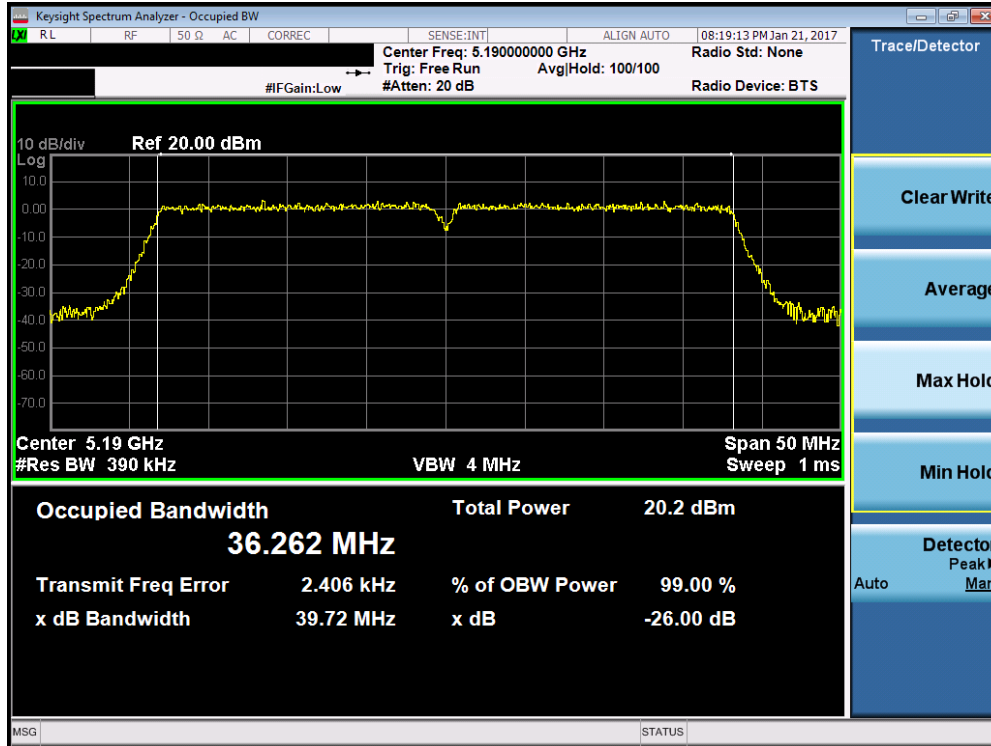 Keysight Spectrum Analyzer - Occupied BW
LXI RL RF 50 Ω AC CORREC SENSE:INT ALIGN AUTO 08:19:13 PM Jan 21, 2017
Center Freq: 5.190000000 GHz Radio Std: None
Trig: Free Run Avg|Hold: 100/100
#IFGain:Low #Atten: 20 dB Radio Device: BTS
10 dB/div Ref 20.00 dBm
Log
10.0
0.00
-10.0
-20.0
-30.0
-40.0
-50.0
-60.0
-70.0
Center 5.19 GHz Span 50 MHz
#Res BW 390 kHz VBW 4 MHz Sweep 1 ms
Occupied Bandwidth Total Power 20.2 dBm
36.262 MHz
Transmit Freq Error 2.406 kHz % of OBW Power 99.00 %
x dB Bandwidth 39.72 MHz x dB -26.00 dB
MSG STATUS
Trace/Detector
Clear Write
Average
Max Hold
Min Hold
Detector
Peak
Auto Man